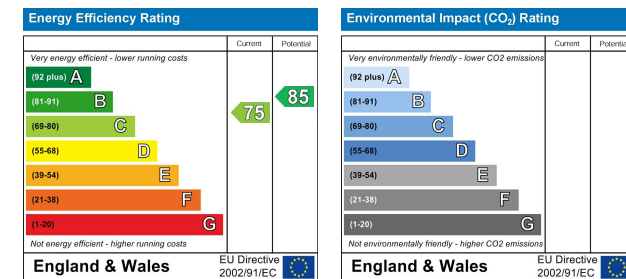 Energy Efficiency Rating
Current Potential
Very energy efficient - lower running costs
(92 plus) A
(81-91) B
(69-80) C
(55-68) D
(39-54) E
(21-38) F
(1-20) G
75
85
Not energy efficient - higher running costs
England & Wales
EU Directive
2002/91/EC
Environmental Impact (CO₂) Rating
Current Potential
Very environmentally friendly - lower CO2 emissions
(92 plus) A
(81-91) B
(69-80) C
(55-68) D
(39-54) E
(21-38) F
(1-20) G
Not environmentally friendly - higher CO2 emissions
England & Wales
EU Directive
2002/91/EC